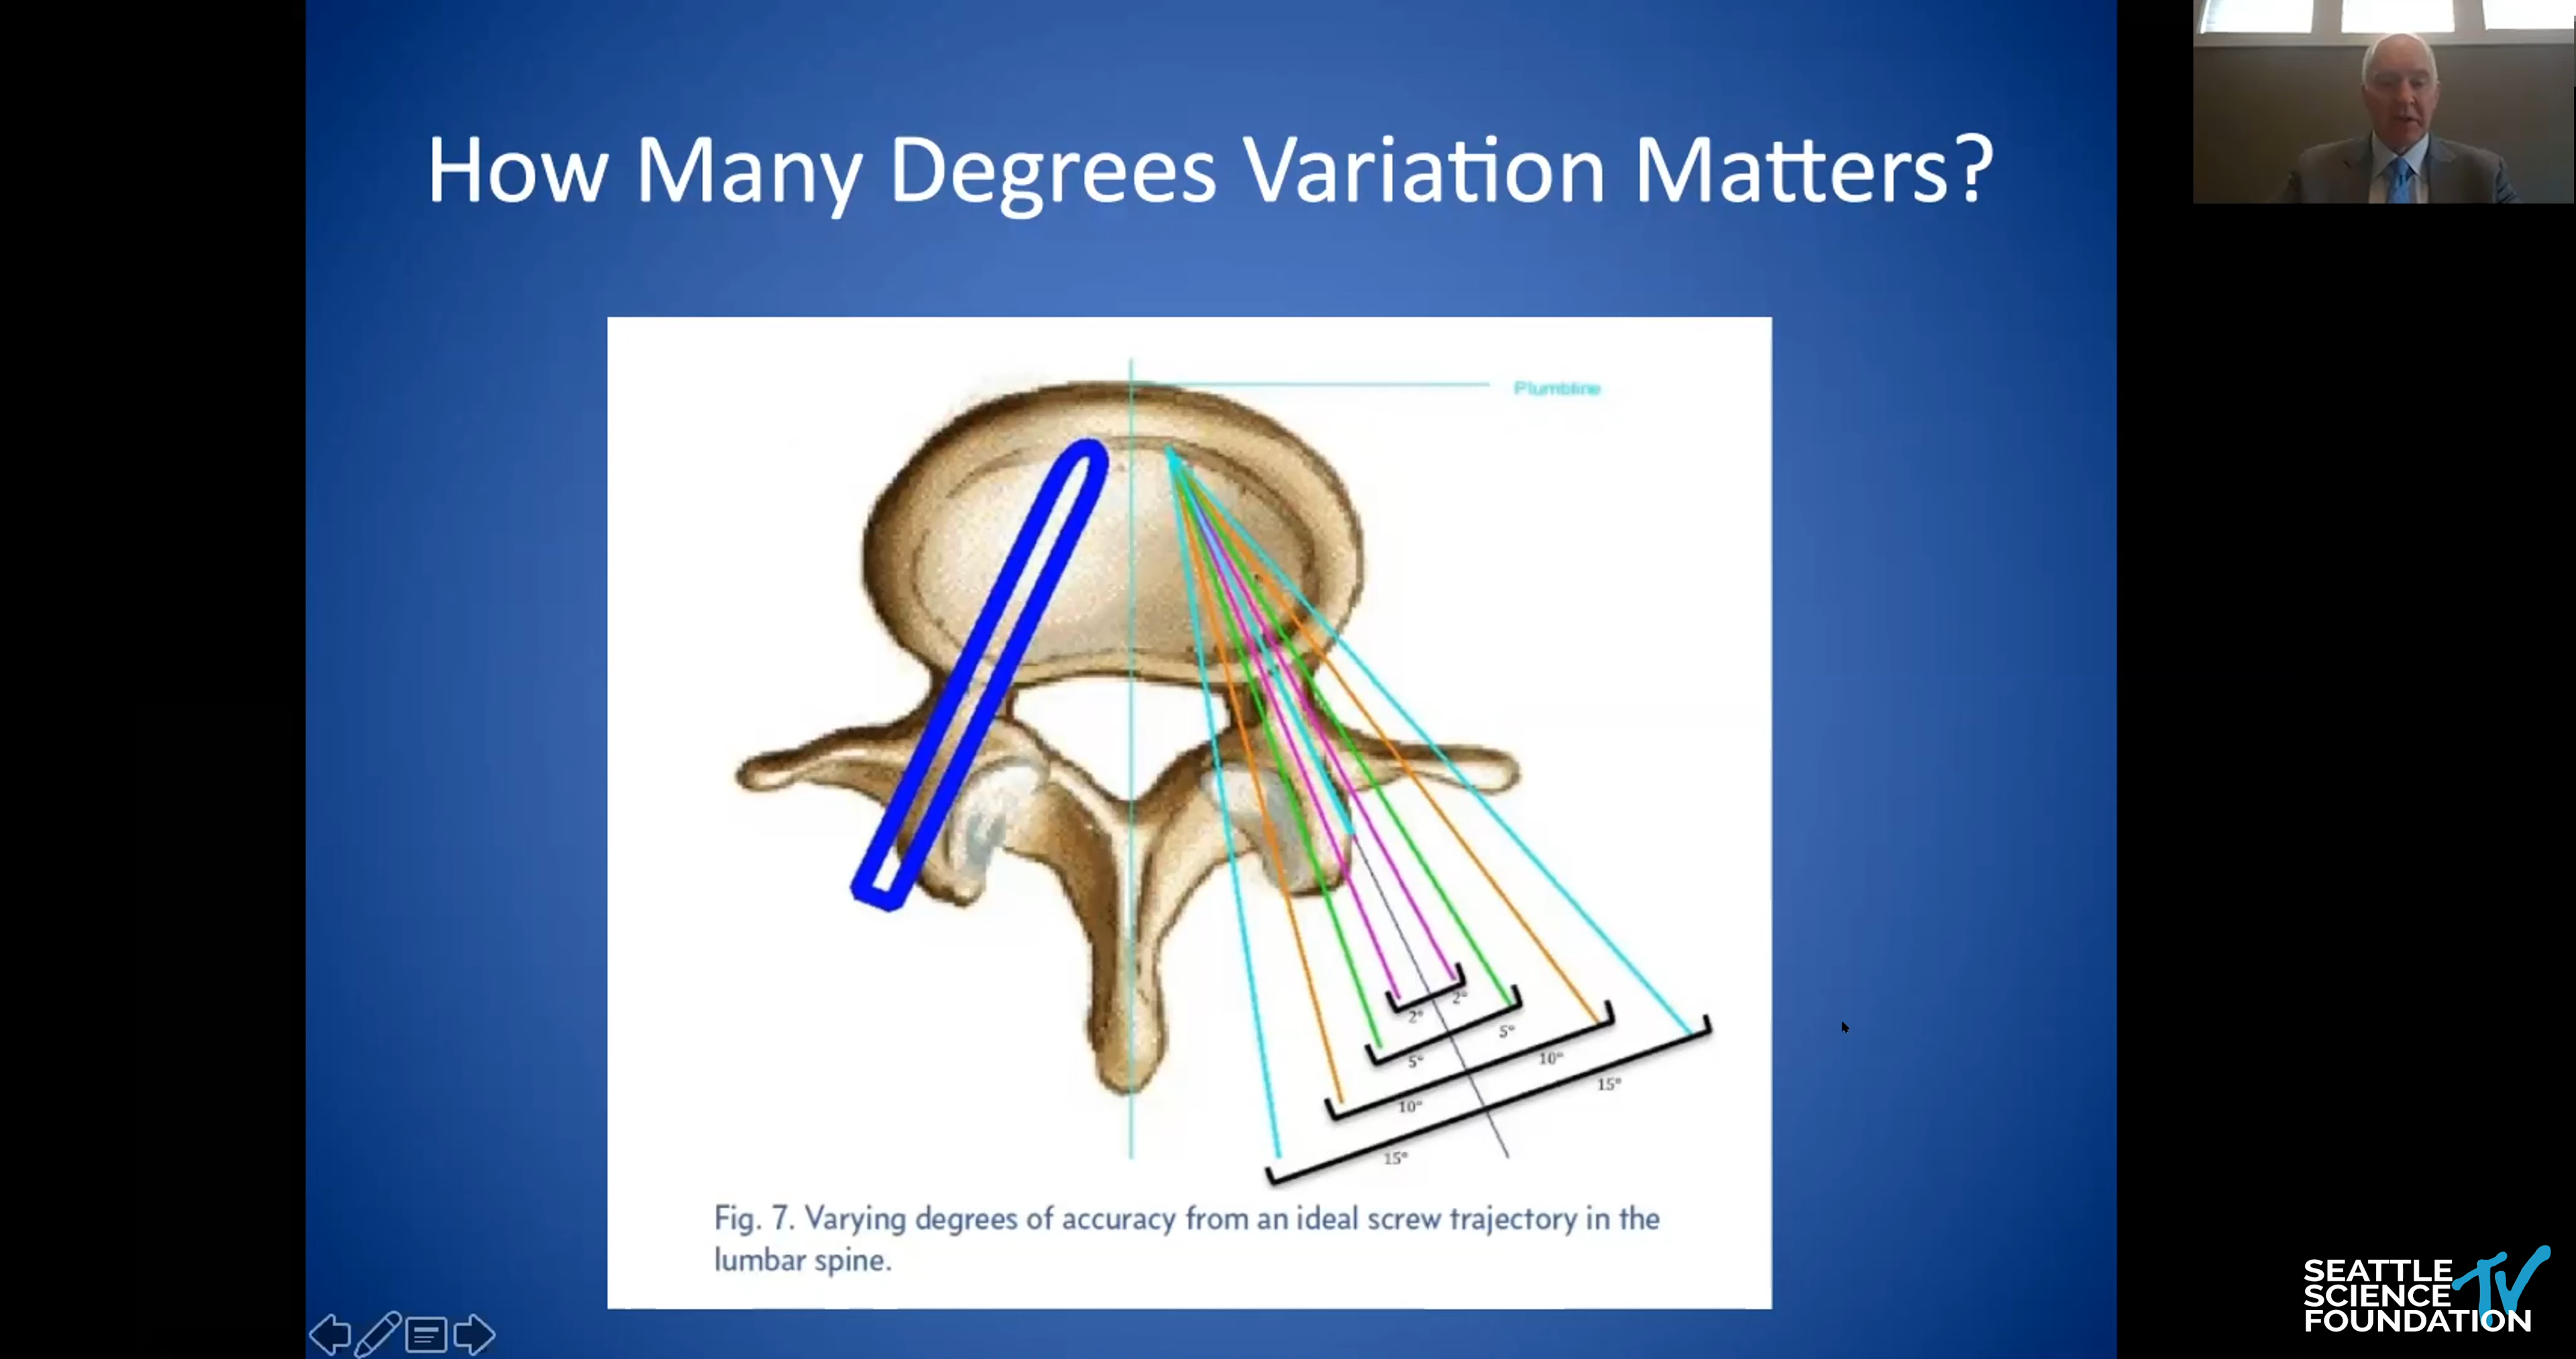 How Many Degrees Variation Matters?
Plumbline
2°
2°
5°
5°
10°
10°
15°
15°
Fig. 7. Varying degrees of accuracy from an ideal screw trajectory in the
lumbar spine.
SEATTLE
SCIENCE
FOUNDATION
TV